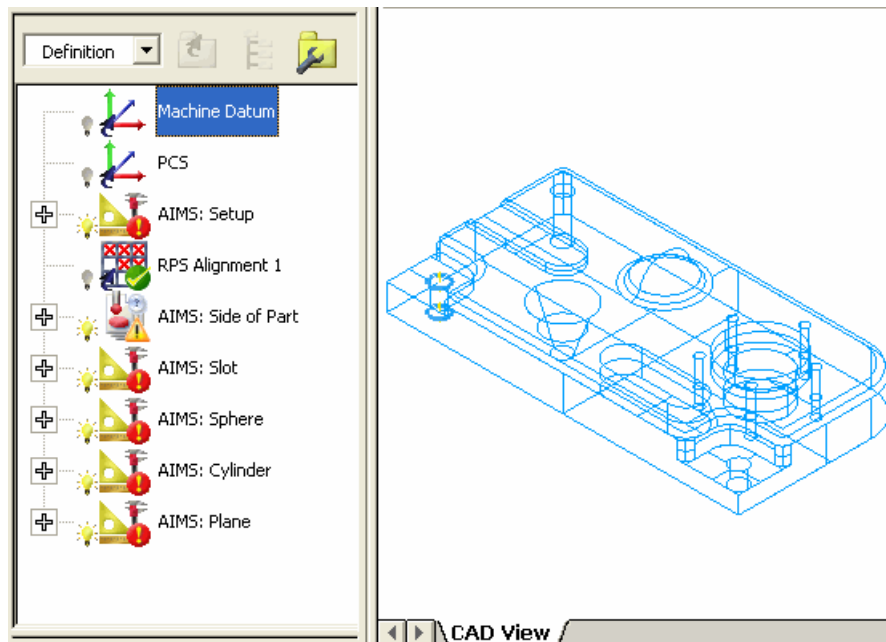 Definition
Machine Datum
PCS
AIMS: Setup
RPS Alignment 1
AIMS: Side of Part
AIMS: Slot
AIMS: Sphere
AIMS: Cylinder
AIMS: Plane
CAD View